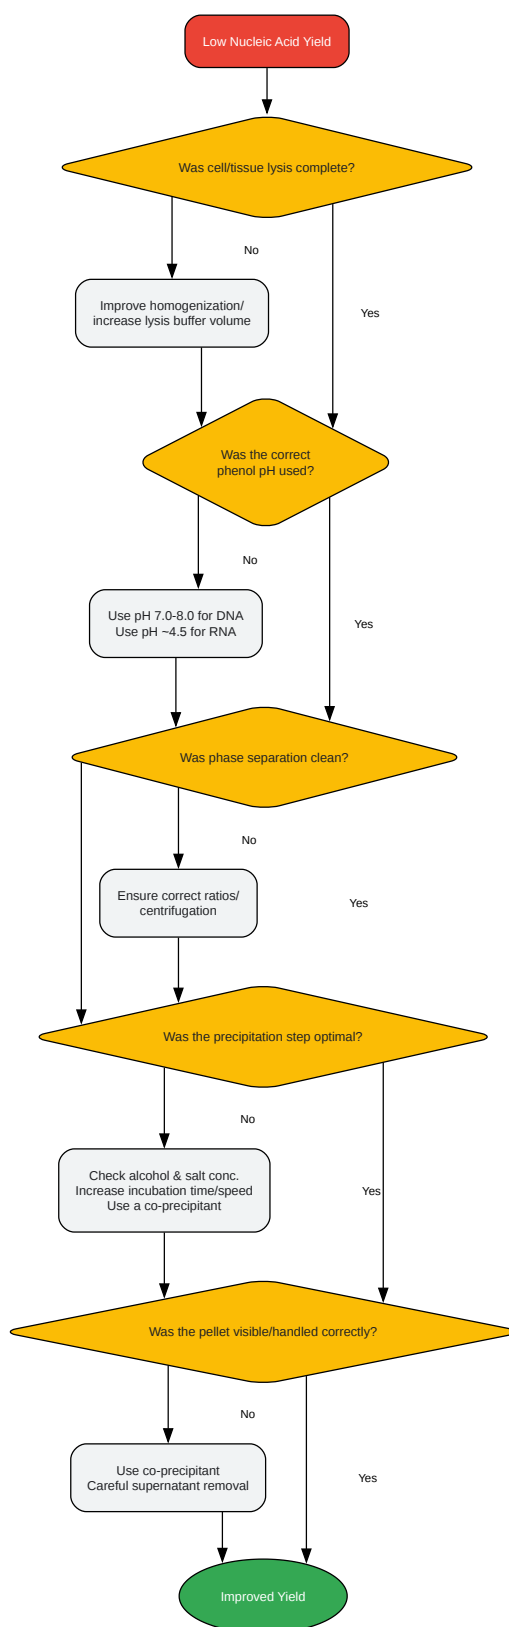 Low Nucleic Acid Yield
Was cell/tissue lysis complete?
No
Improve homogenization/
increase lysis buffer volume
Yes
Was the correct
phenol pH used?
No
Use pH 7.0-8.0 for DNA
Use pH ~4.5 for RNA
Yes
Was phase separation clean?
No
Ensure correct ratios/
centrifugation
Yes
Was the precipitation step optimal?
No
Check alcohol & salt conc.
Increase incubation time/speed
Use a co-precipitant
Yes
Was the pellet visible/handled correctly?
No
Use co-precipitant
Careful supernatant removal
Yes
Improved Yield